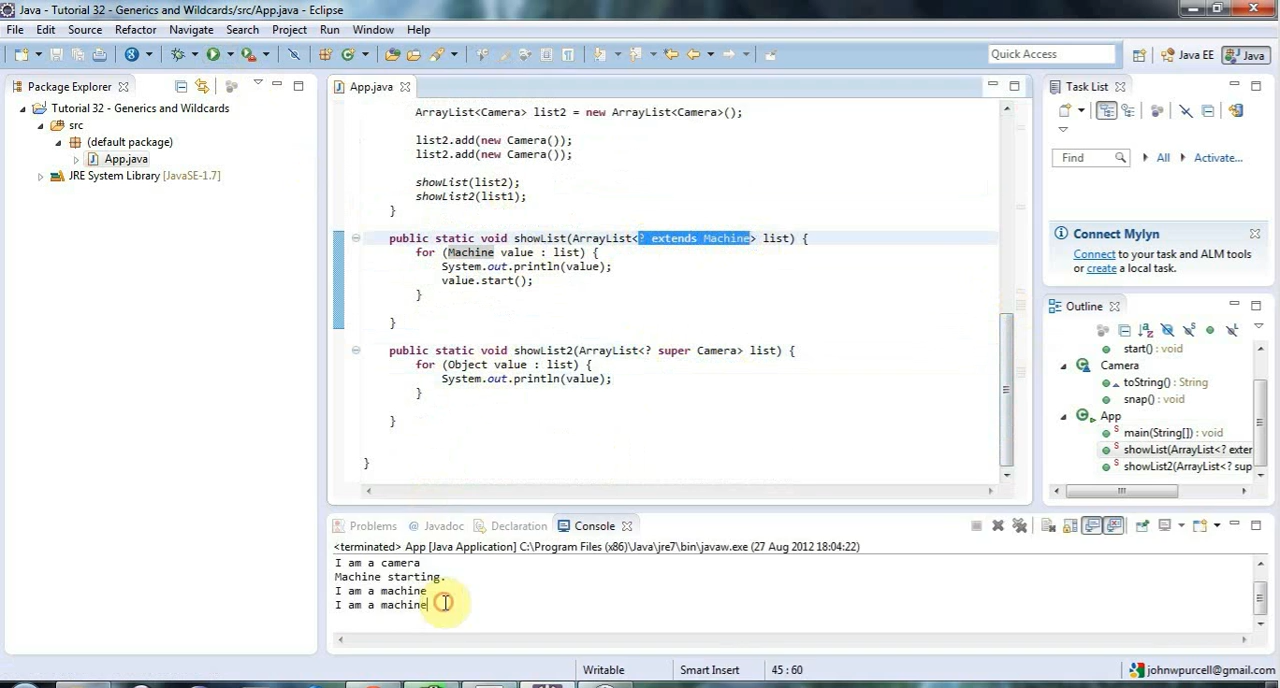 Java - Tutorial 32 - Generics and Wildcards/src/App.java - Eclipse
File Edit Source Refactor Navigate Search Project Run Window Help
Quick Access Java EE Java
Package Explorer
Tutorial 32 - Generics and Wildcards
src
(default package)
App.java
JRE System Library [JavaSE-1.7]
App.java
ArrayList<Camera> list2 = new ArrayList<Camera>();
list2.add(new Camera());
list2.add(new Camera());
showList(list2);
showList2(list1);
}
public static void showList(ArrayList<? extends Machine> list) {
for (Machine value : list) {
System.out.println(value);
value.start();
}
}
public static void showList2(ArrayList<? super Camera> list) {
for (Object value : list) {
System.out.println(value);
}
}
}
Task List
Find All Activate...
Connect Mylyn
Connect to your task and ALM tools
or create a local task.
Outline
start() : void
Camera
toString() : String
snap() : void
App
main(String[]) : void
showList(ArrayList<? exter
showList2(ArrayList<? sup
Problems Javadoc Declaration Console
<terminated> App [Java Application] C:\Program Files (x86)\Java\jre7\bin\javaw.exe (27 Aug 2012 18:04:22)
I am a camera
Machine starting.
I am a machine
I am a machine
Writable Smart Insert 45 : 60 johnwpurcell@gmail.com